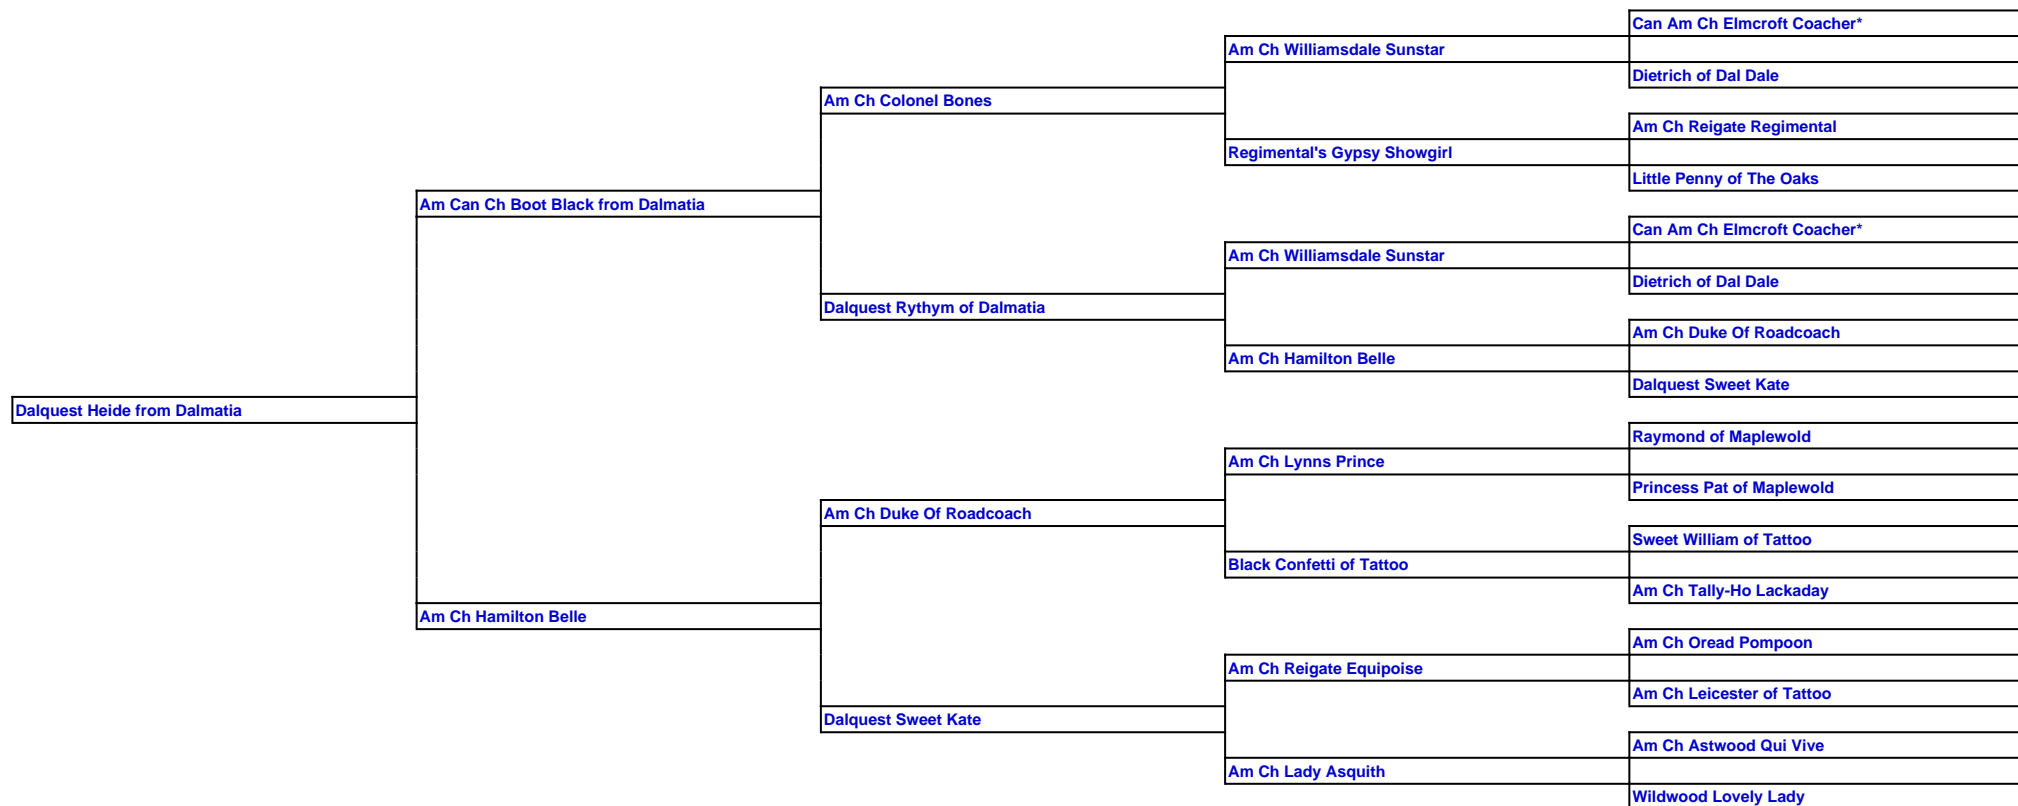 Can Am Ch Elmcroft Coacher*
Am Ch Williamsdale Sunstar
Dietrich of Dal Dale
Am Ch Colonel Bones
Am Ch Reigate Regimental
Regimental's Gypsy Showgirl
Little Penny of The Oaks
Am Can Ch Boot Black from Dalmatia
Can Am Ch Elmcroft Coacher*
Am Ch Williamsdale Sunstar
Dietrich of Dal Dale
Dalquest Rythym of Dalmatia
Am Ch Duke Of Roadcoach
Am Ch Hamilton Belle
Dalquest Sweet Kate
Dalquest Heide from Dalmatia
Raymond of Maplewold
Am Ch Lynns Prince
Princess Pat of Maplewold
Am Ch Duke Of Roadcoach
Sweet William of Tattoo
Black Confetti of Tattoo
Am Ch Tally-Ho Lackaday
Am Ch Hamilton Belle
Am Ch Oread Pompoon
Am Ch Reigate Equipoise
Am Ch Leicester of Tattoo
Dalquest Sweet Kate
Am Ch Astwood Qui Vive
Am Ch Lady Asquith
Wildwood Lovely Lady